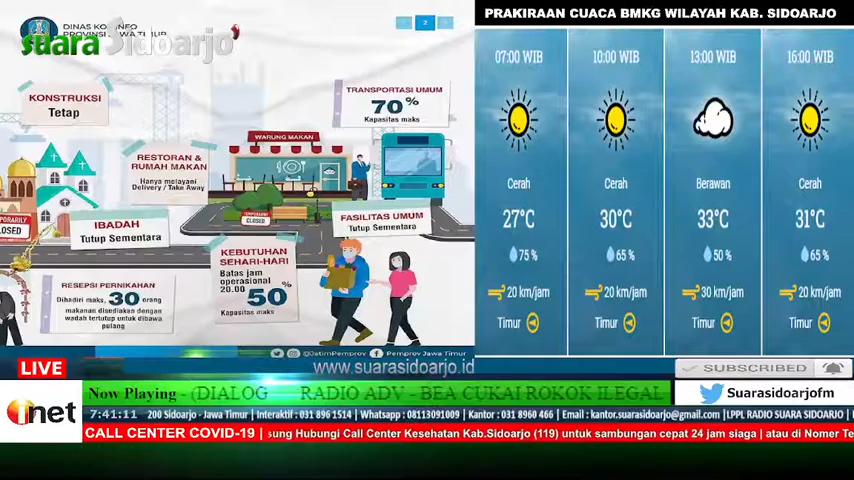 DINAS KOMINFO
PROVINSI JAWA TIMUR
suara Sidoarjo
2
KONSTRUKSI
Tetap
TRANSPORTASI UMUM
70%
Kapasitas maks
WARUNG MAKAN
RESTORAN &
RUMAH MAKAN
Hanya melayani
Delivery / Take Away
CLOSED
IBADAH
Tutup Sementara
CLOSED
FASILITAS UMUM
Tutup Sementara
KEBUTUHAN
SEHARI-HARI
Batas jam
operasional
20.00
50%
Kapasitas maks
RESEPSI PERNIKAHAN
Dihadiri maks, 30 orang
makanan disediakan dengan
wadah tertutup untuk dibawa
pulang
@JatimPemprov Pemprov Jawa Timur
www.suarasidoarjo.id
PRAKIRAAN CUACA BMKG WILAYAH KAB. SIDOARJO
07:00 WIB 10:00 WIB 13:00 WIB 16:00 WIB
Cerah Cerah Berawan Cerah
27°C 30°C 33°C 31°C
75 % 65 % 50 % 65 %
20 km/jam 20 km/jam 30 km/jam 20 km/jam
Timur Timur Timur Timur
LIVE
SUBSCRIBED
Now Playing - (DIALOG RADIO ADV - BEA CUKAI ROKOK ILEGAL
Suarasidoarjofm
inet
7:41:11 200 Sidoarjo - Jawa Timur | Interaktif : 031 896 1514 | Whatsapp : 08113091009 | Kantor : 031 8960 466 | Email : kantor.suarasidoarjo@gmail.com |LPPL RADIO SUARA SIDOARJO |
CALL CENTER COVID-19 | sung Hubungi Call Center Kesehatan Kab.Sidoarjo (119) untuk sambungan cepat 24 jam siaga | atau di Nomer Te